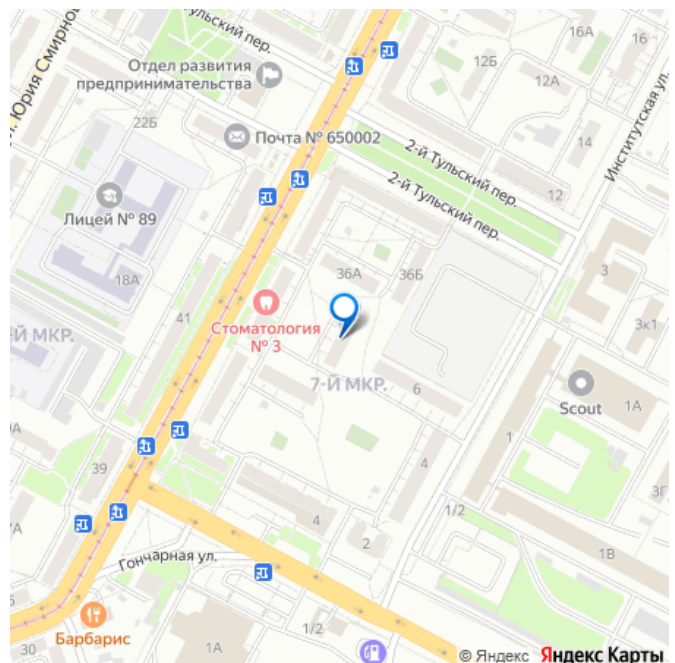 Тульский пер.
16А
16
Юрия Смирнова
Отдел развития
предпринимательства
12Б
12А
Институтская ул.
22Б
Почта № 650002
2-й Тульский пер.
14
12
2-й Тульский пер.
Лицей № 89
18А
36А
36Б
3
41
Стоматология
№ 3
3к1
-Й МКР.
7-Й МКР.
6
Scout
1А
1
39
4
3Г
4
1/2
2
1В
Гончарная ул.
Барбарис
30
1А
1/2
© Яндекс Яндекс Карты